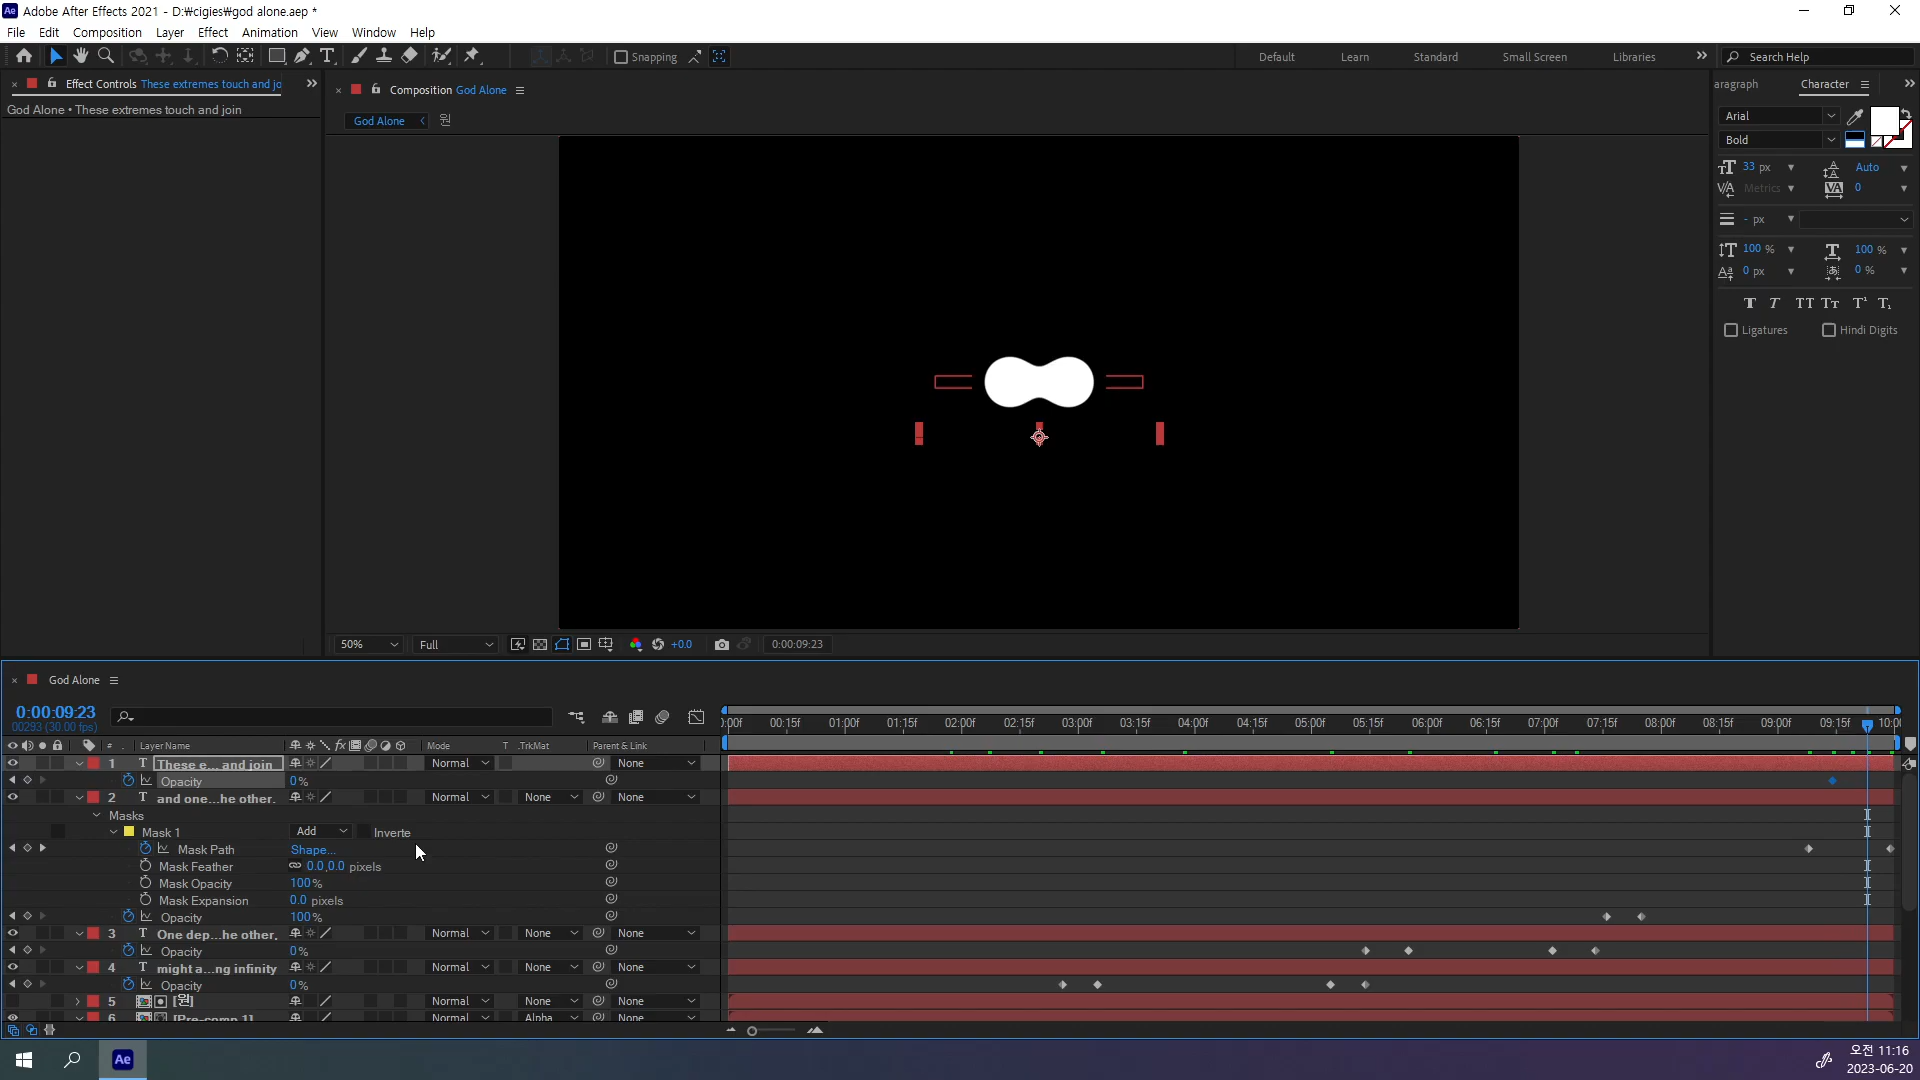 Adobe After Effects 2021 - D:₩cigies₩god alone.aep *
File Edit Composition Layer Effect Animation View Window Help
Snapping Default Learn Standard Small Screen Libraries Search Help
Effect Controls These extremes touch and jo
God Alone • These extremes touch and join
Composition God Alone
God Alone 원
aragraph Character
Arial
Bold
33 px Auto
Metrics 0
- px
100 % 100 %
0 px 0 %
Ligatures Hindi Digits
50% Full +0.0 0:00:09:23
God Alone
0:00:09:23
00293 (30.00 fps)
:00f 00:15f 01:00f 01:15f 02:00f 02:15f 03:00f 03:15f 04:00f 04:15f 05:00f 05:15f 06:00f 06:15f 07:00f 07:15f 08:00f 08:15f 09:00f 09:15f 10:00
# Layer Name Mode T .TrkMat Parent & Link
1 T These e... and join Normal None
Opacity 0%
2 T and one...he other, Normal None None
Masks
Mask 1 Add Inverte
Mask Path Shape...
Mask Feather 0.0,0.0 pixels
Mask Opacity 100%
Mask Expansion 0.0 pixels
Opacity 100%
3 T One dep...he other, Normal None None
Opacity 0%
4 T might a...ng infinity Normal None None
Opacity 0%
5 [원] Normal None None
6 [Pre-comp 1] Normal Alpha None
Ae
오전 11:16
2023-06-20